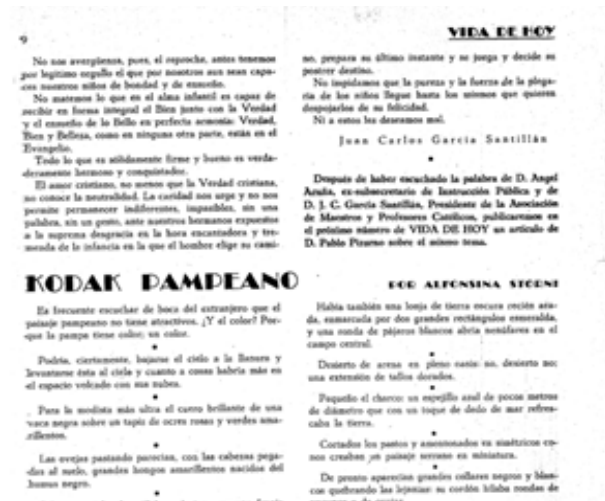 9
VIDA DE HOY
No nos avergüenza, pues, el reproche, antes tenemos
por legítimo orgullo el que por nosotros aun sean capa-
ces nuestros niños de bondad y de ensueño.
No matemos lo que en el alma infantil es capaz de
recibir en forma integral el Bien junto con la Verdad
y el ensueño de lo Bello en perfecta armonía: Verdad,
Bien y Belleza, como en ninguna otra parte, están en el
Evangelio.
Todo lo que es sólidamente firme y bueno es verda-
deramente hermoso y conquistador.
El amor cristiano, no menos que la Verdad cristiana,
no conoce la neutralidad. La caridad nos urge y no nos
permite permanecer indiferentes, impasibles, sin una
palabra, sin un gesto, ante nuestros hermanos expuestos
a la suprema desgracia en la hora encantadora y tre-
menda de la infancia en la que el hombre elige su cami-
no, prepara su último instante y se juega y decide su
postrer destino.
No impidamos que la pureza y la fuerza de la plega-
ria de los niños llegue hasta los mismos que quieren
despojarlos de su felicidad.
Ni a estos les deseamos mal.
Juan Carlos García Santillán
Después de haber escuchado la palabra de D. Angel
Acuña, ex-subsecretario de Instrucción Pública y de
D. J. C. García Santillán, Presidente de la Asociación
de Maestros y Profesores Católicos, publicaremos en
el próximo número de VIDA DE HOY un artículo de
D. Pablo Pizurno sobre el mismo tema.
KODAK PAMPEANO
POR ALFONSINA STORNI
Es frecuente escuchar de boca del extranjero que el
paisaje pampeano no tiene atractivos. ¿Y el color? Por-
que la pampa tiene color; un color.
Podría, ciertamente, bajarse el cielo a la llanura y
levantarse ésta al cielo y cuanto a cosas habría más en
el espacio volcado con sus nubes.
Para la modista más ultra el cuero brillante de una
vaca negra sobre un tapiz de ocres rosas y verdes ama-
rillentos.
Las ovejas pastando parecían, con las cabezas pega-
das al suelo, grandes hongos amarillentos nacidos del
humus negro.
Había también una lonja de tierra oscura recién ara-
da, enmarcada por dos grandes rectángulos esmeralda,
y una ronda de pájaros blancos abría nenúfares en el
campo central.
Desierto de arena en pleno oasis: no, desierto no;
una extensión de tallos dorados.
Pequeño el charco: un espejillo azul de pocos metros
de diámetro que con un toque de dedo de mar refres-
caba la tierra.
Cortados los pastos y amontonados en simétricos co-
nos creaban un paisaje serrano en miniatura.
De pronto aparecían grandes collares negros y blan-
cos quebrando las lejanías: su cordón hilaba rondas de